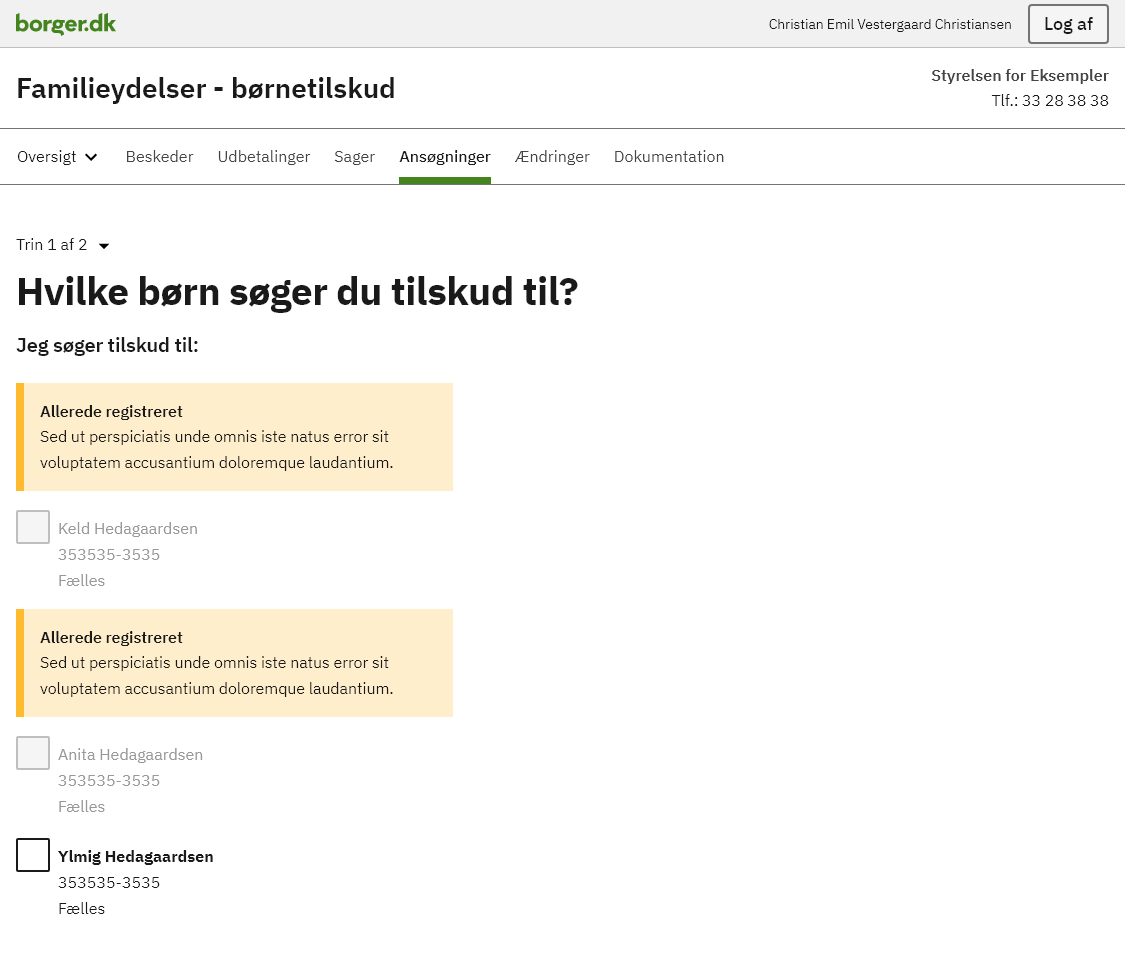 borger.dk
Christian Emil Vestergaard Christiansen
Log af
Familieydelser - børnetilskud
Styrelsen for Eksempler
Tlf.: 33 28 38 38
Oversigt Beskeder Udbetalinger Sager Ansøgninger Ændringer Dokumentation
Trin 1 af 2
Hvilke børn søger du tilskud til?
Jeg søger tilskud til:
Allerede registreret
Sed ut perspiciatis unde omnis iste natus error sit
voluptatem accusantium doloremque laudantium.
Keld Hedagaardsen
353535-3535
Fælles
Allerede registreret
Sed ut perspiciatis unde omnis iste natus error sit
voluptatem accusantium doloremque laudantium.
Anita Hedagaardsen
353535-3535
Fælles
Ylmig Hedagaardsen
353535-3535
Fælles